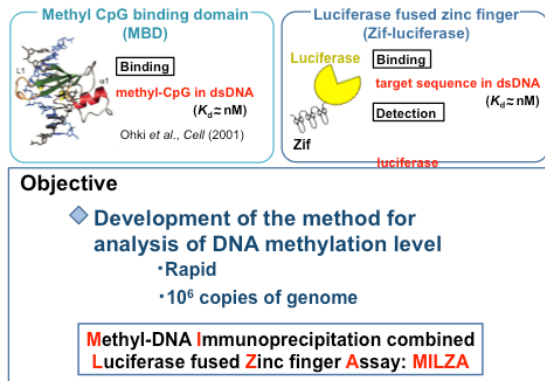 Methyl CpG binding domain
(MBD)
L1
α1
Binding
methyl-CpG in dsDNA
(Kd≈ nM)
Ohki et al., Cell (2001)
Luciferase fused zinc finger
(Zif-luciferase)
Luciferase
Binding
target sequence in dsDNA
(Kd≈ nM)
Detection
Zif
luciferase
Objective
Development of the method for
analysis of DNA methylation level
・Rapid
・10⁶ copies of genome
Methyl-DNA Immunoprecipitation combined
Luciferase fused Zinc finger Assay: MILZA